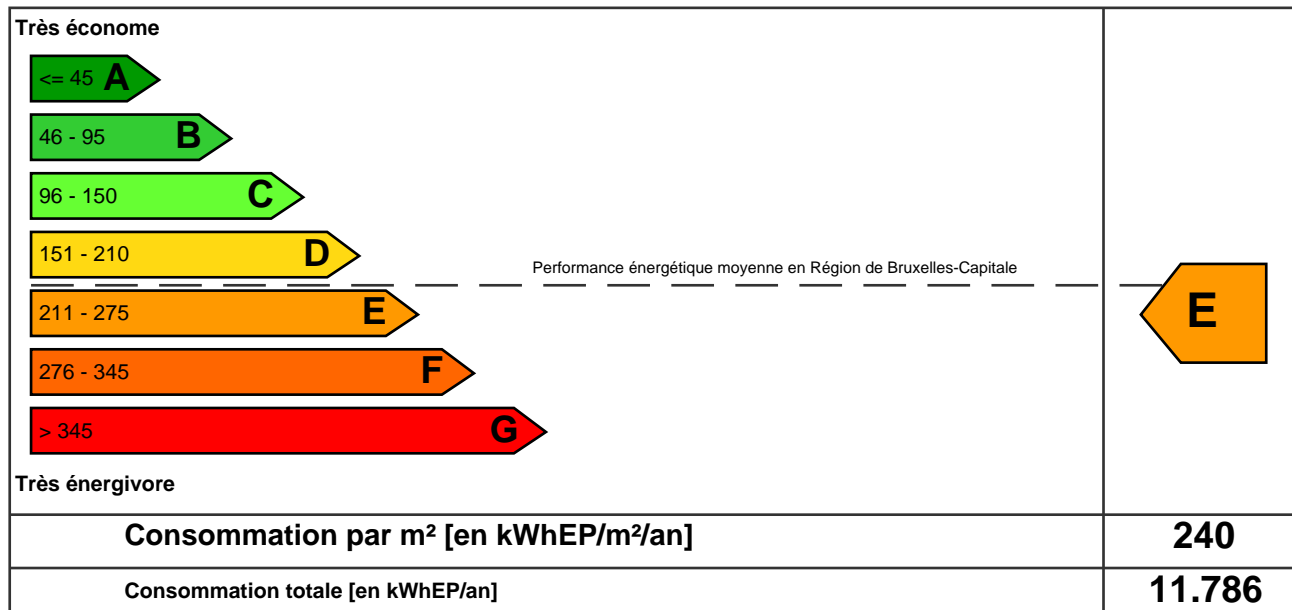 Très économe
<= 45 A
46 - 95 B
96 - 150 C
151 - 210 D
Performance énergétique moyenne en Région de Bruxelles-Capitale
211 - 275 E
E
276 - 345 F
> 345 G
Très énergivore
Consommation par m² [en kWhEP/m²/an] 240
Consommation totale [en kWhEP/an] 11.786